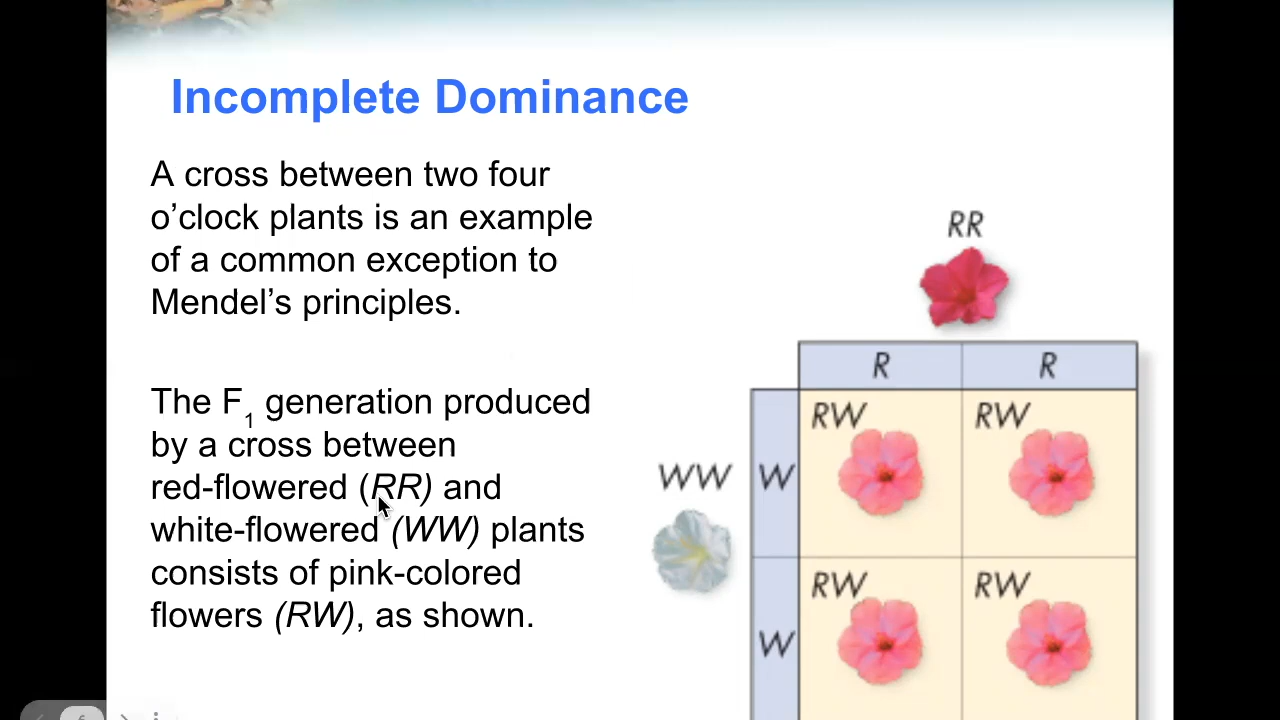 Incomplete Dominance
A cross between two four
o’clock plants is an example
of a common exception to
Mendel’s principles.
The F₁ generation produced
by a cross between
red-flowered (RR) and
white-flowered (WW) plants
consists of pink-colored
flowers (RW), as shown.
RR
R R
RW RW
WW W
RW RW
W